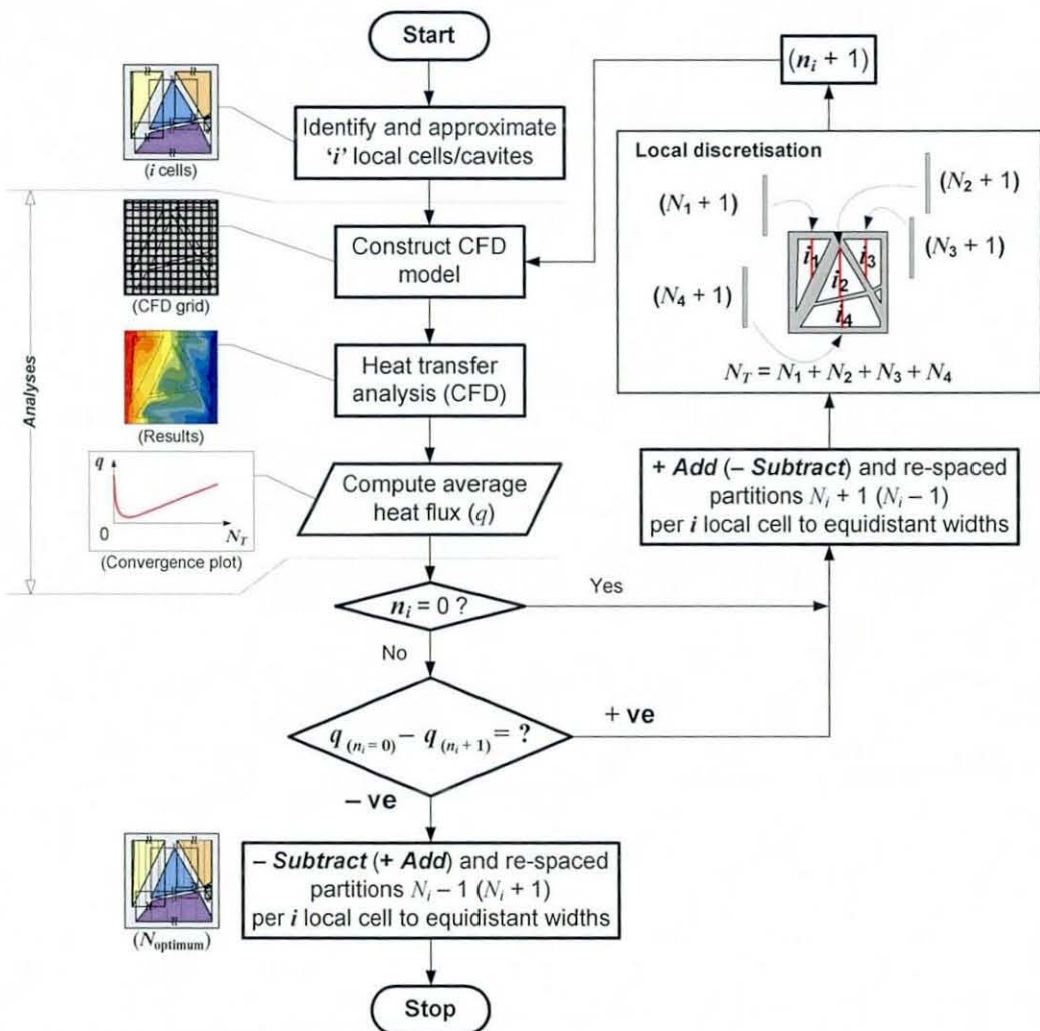 Start
(i cells)
Identify and approximate
‘i’ local cells/cavites
Analyses
(CFD grid)
Construct CFD
model
(Results)
Heat transfer
analysis (CFD)
q
0
N_T
(Convergence plot)
Compute average
heat flux (q)
n_i = 0 ?
Yes
No
q_(n_i = 0) – q_(n_i + 1) = ?
+ ve
– ve
+ Add (– Subtract) and re-spaced
partitions N_i + 1 (N_i – 1)
per i local cell to equidistant widths
Local discretisation
(N_1 + 1)
(N_2 + 1)
(N_3 + 1)
(N_4 + 1)
i_1
i_3
i_2
i_4
N_T = N_1 + N_2 + N_3 + N_4
(n_i + 1)
(N_optimum)
– Subtract (+ Add) and re-spaced
partitions N_i – 1 (N_i + 1)
per i local cell to equidistant widths
Stop